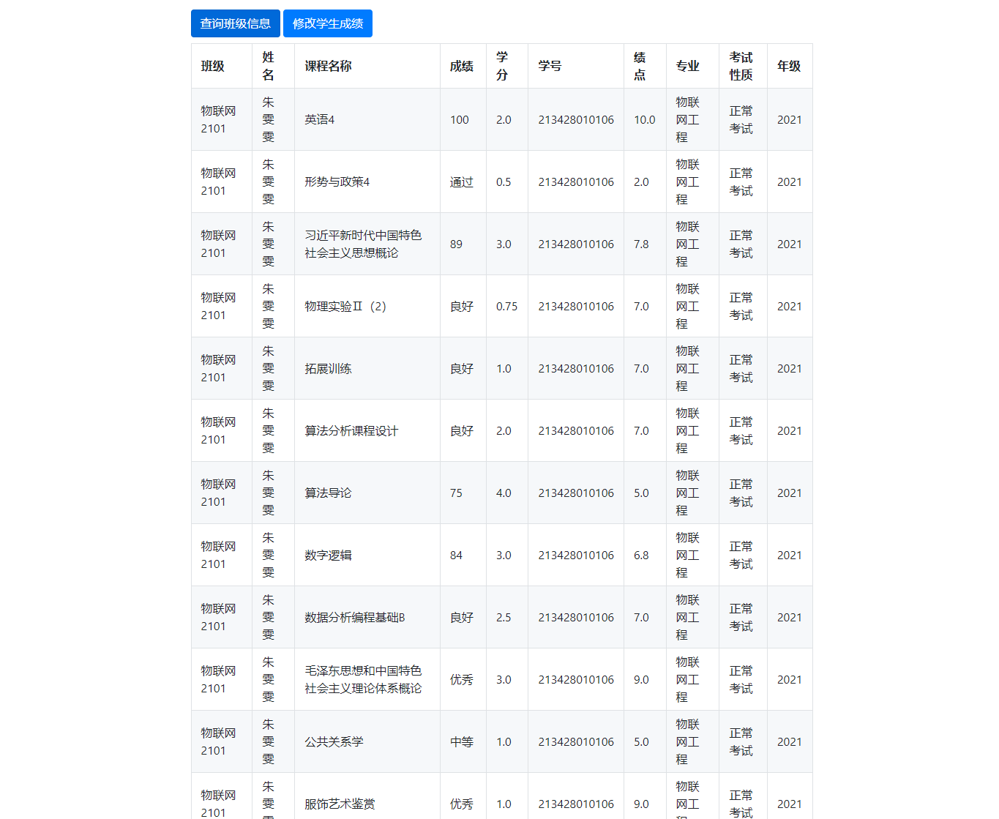 查询班级信息 修改学生成绩
班级 姓名 课程名称 成绩 学分 学号 绩点 专业 考试性质 年级
物联网2101 朱雯雯 英语4 100 2.0 213428010106 10.0 物联网工程 正常考试 2021
物联网2101 朱雯雯 形势与政策4 通过 0.5 213428010106 2.0 物联网工程 正常考试 2021
物联网2101 朱雯雯 习近平新时代中国特色社会主义思想概论 89 3.0 213428010106 7.8 物联网工程 正常考试 2021
物联网2101 朱雯雯 物理实验Ⅱ（2） 良好 0.75 213428010106 7.0 物联网工程 正常考试 2021
物联网2101 朱雯雯 拓展训练 良好 1.0 213428010106 7.0 物联网工程 正常考试 2021
物联网2101 朱雯雯 算法分析课程设计 良好 2.0 213428010106 7.0 物联网工程 正常考试 2021
物联网2101 朱雯雯 算法导论 75 4.0 213428010106 5.0 物联网工程 正常考试 2021
物联网2101 朱雯雯 数字逻辑 84 3.0 213428010106 6.8 物联网工程 正常考试 2021
物联网2101 朱雯雯 数据分析编程基础B 良好 2.5 213428010106 7.0 物联网工程 正常考试 2021
物联网2101 朱雯雯 毛泽东思想和中国特色社会主义理论体系概论 优秀 3.0 213428010106 9.0 物联网工程 正常考试 2021
物联网2101 朱雯雯 公共关系学 中等 1.0 213428010106 5.0 物联网工程 正常考试 2021
物联网2101 朱雯 服饰艺术鉴赏 优秀 1.0 213428010106 9.0 物联网工 正常考试 2021